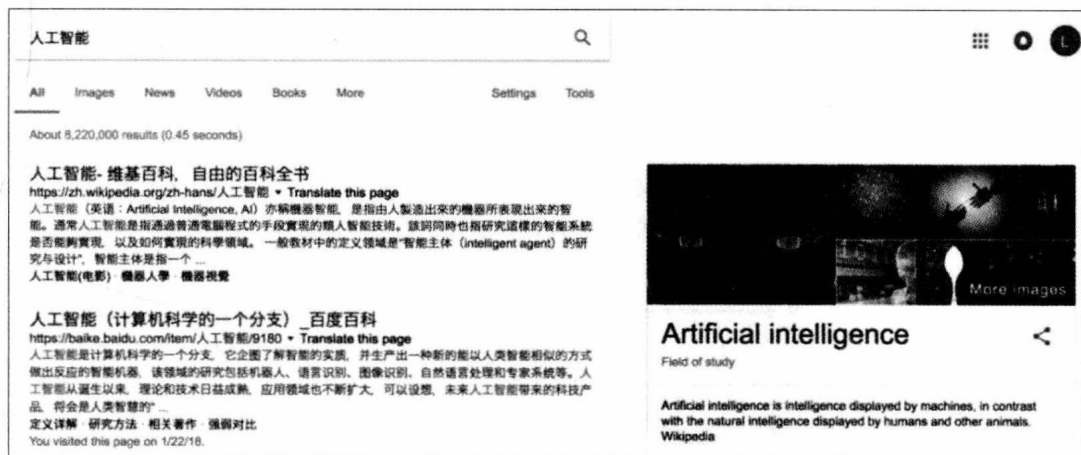 人工智能
L
All Images News Videos Books More Settings Tools
About 8,220,000 results (0.45 seconds)
人工智能- 维基百科，自由的百科全书
https://zh.wikipedia.org/zh-hans/人工智能 ▾ Translate this page
人工智能（英语：Artificial Intelligence, AI）亦稱機器智能，是指由人製造出來的機器所表現出來的智
能。通常人工智能是指通過普通電腦程式的手段實現的類人智能技術。該詞同時也指研究這樣的智能系統
是否能夠實現，以及如何實現的科學領域。 一般教材中的定义领域是"智能主体（intelligent agent）的研
究与设计"，智能主体是指一个 ...
人工智能(电影) · 機器人學 · 機器視覺
人工智能（计算机科学的一个分支）_百度百科
https://baike.baidu.com/item/人工智能/9180 ▾ Translate this page
人工智能是计算机科学的一个分支，它企图了解智能的实质，并生产出一种新的能以人类智能相似的方式
做出反应的智能机器，该领域的研究包括机器人、语言识别、图像识别、自然语言处理和专家系统等。人
工智能从诞生以来，理论和技术日益成熟，应用领域也不断扩大，可以设想，未来人工智能带来的科技产
品，将会是人类智慧的" ...
定义详解 · 研究方法 · 相关著作 · 强弱对比
You visited this page on 1/22/18.
More images
Artificial intelligence
Field of study
Artificial intelligence is intelligence displayed by machines, in contrast
with the natural intelligence displayed by humans and other animals.
Wikipedia